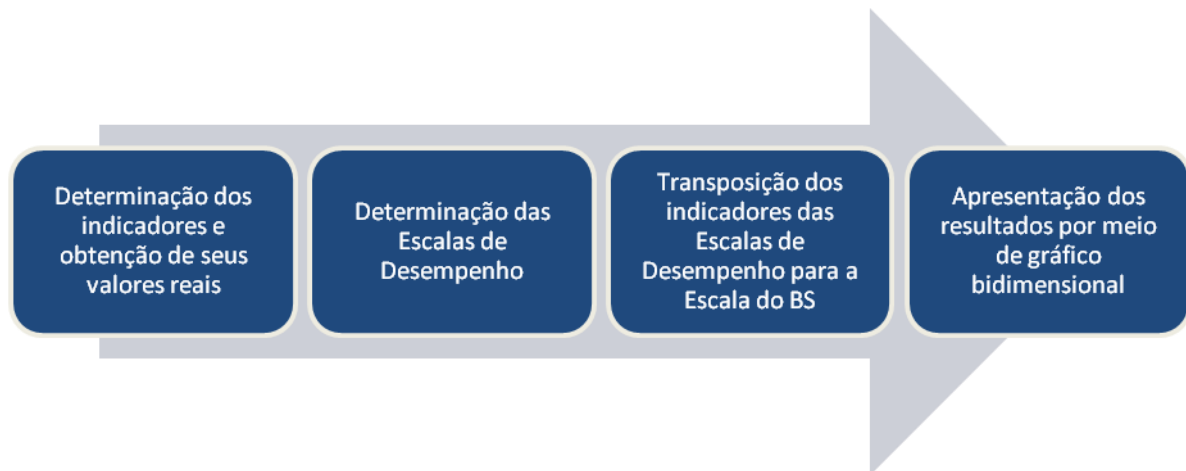 Determinação dos
indicadores e
obtenção de seus
valores reais
Determinação das
Escalas de
Desempenho
Transposição dos
indicadores das
Escalas de
Desempenho para a
Escala do BS
Apresentação dos
resultados por meio
de gráfico
bidimensional